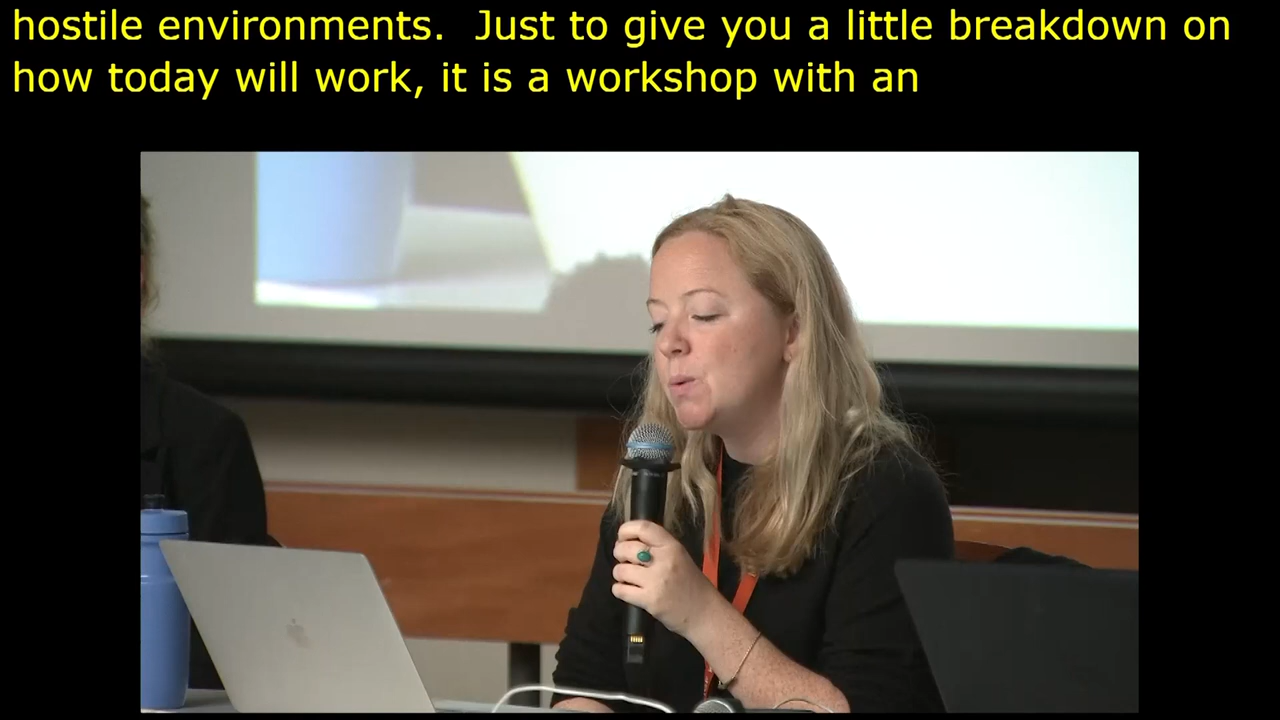 hostile environments.  Just to give you a little breakdown on
how today will work, it is a workshop with an